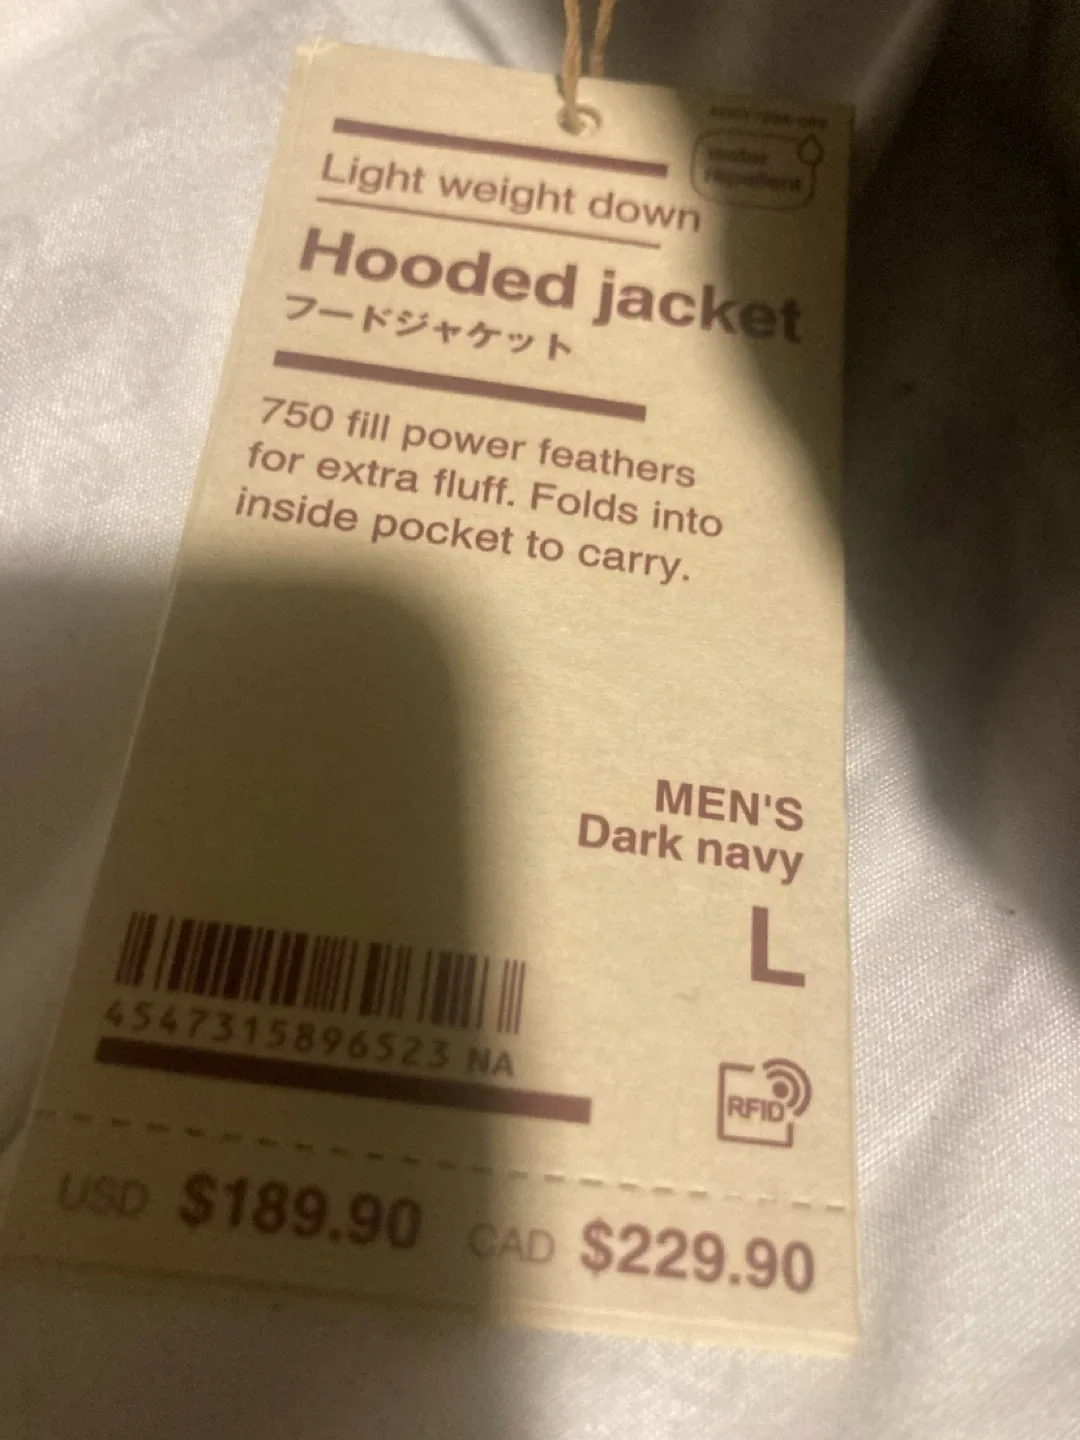 water
repellent
Light weight down
Hooded jacket
フードジャケット
750 fill power feathers
for extra fluff. Folds into
inside pocket to carry.
MEN'S
Dark navy
L
4547315896523 NA
RFID
USD $189.90 CAD $229.90